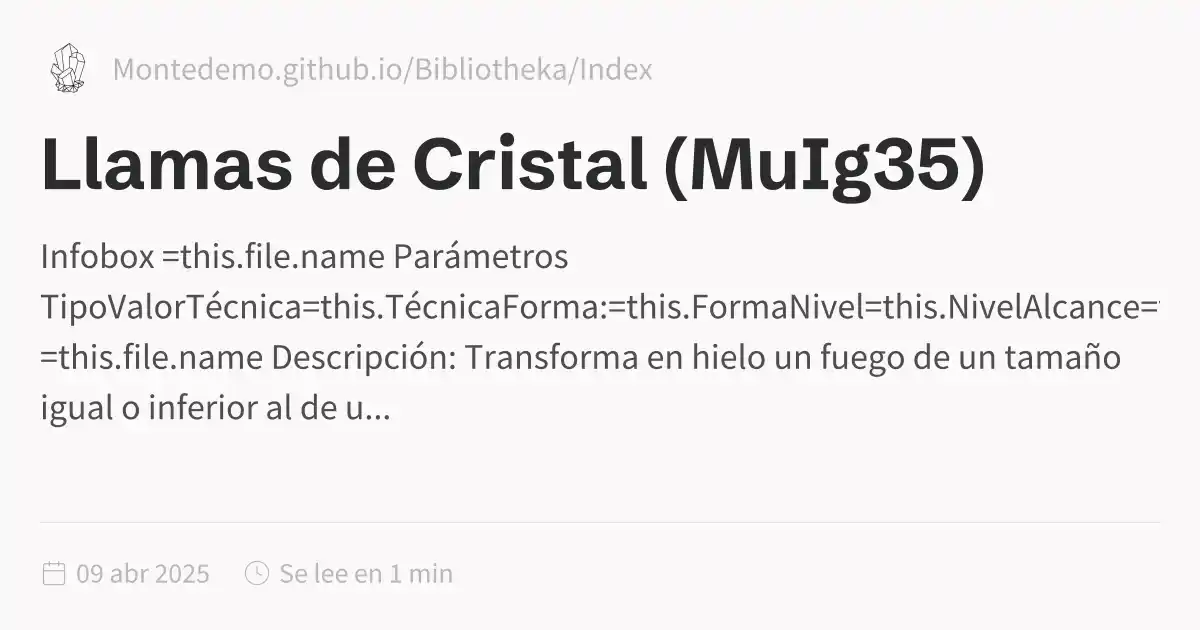 Montedemo.github.io/Bibliotheka/Index
Llamas de Cristal (MuIg35)
Infobox =this.file.name Parámetros
TipoValorTécnica=this.TécnicaForma:=this.FormaNivel=this.NivelAlcance=
=this.file.name Descripción: Transforma en hielo un fuego de un tamaño
igual o inferior al de u...
09 abr 2025
Se lee en 1 min